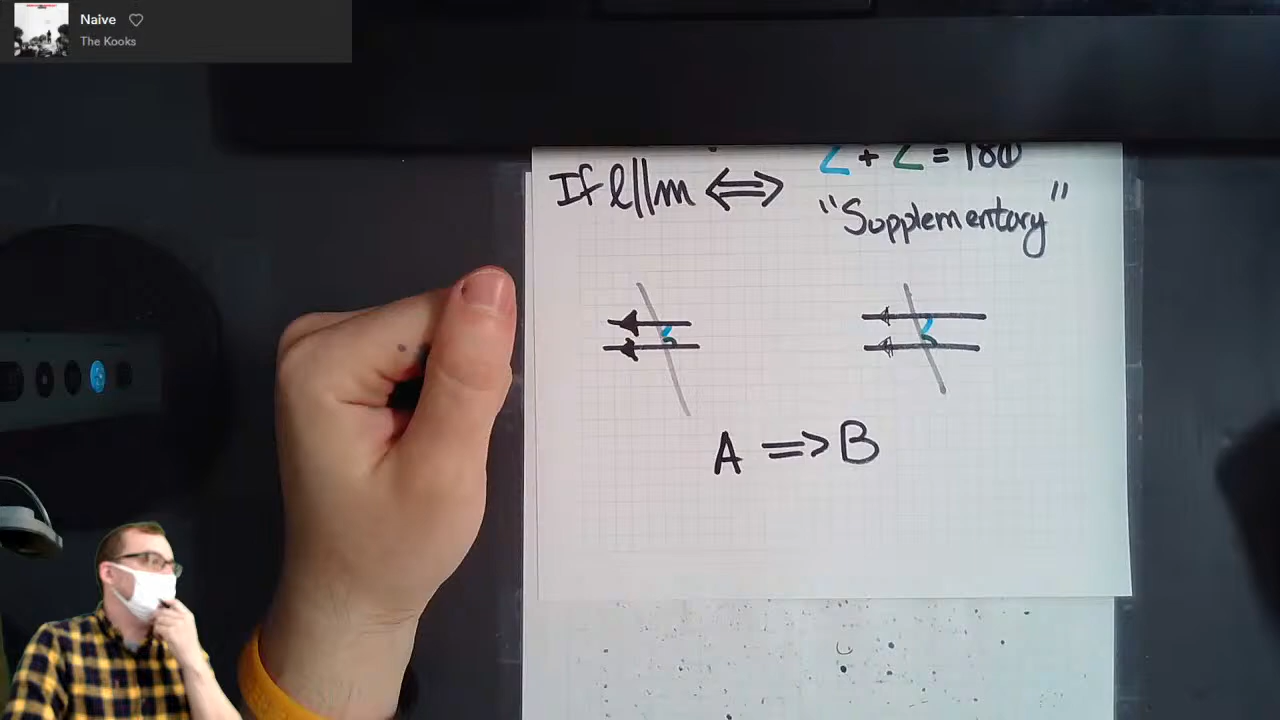 Naive
The Kooks
∠ + ∠ = 180
If ℓ||m ⟺
"Supplementary"
A => B